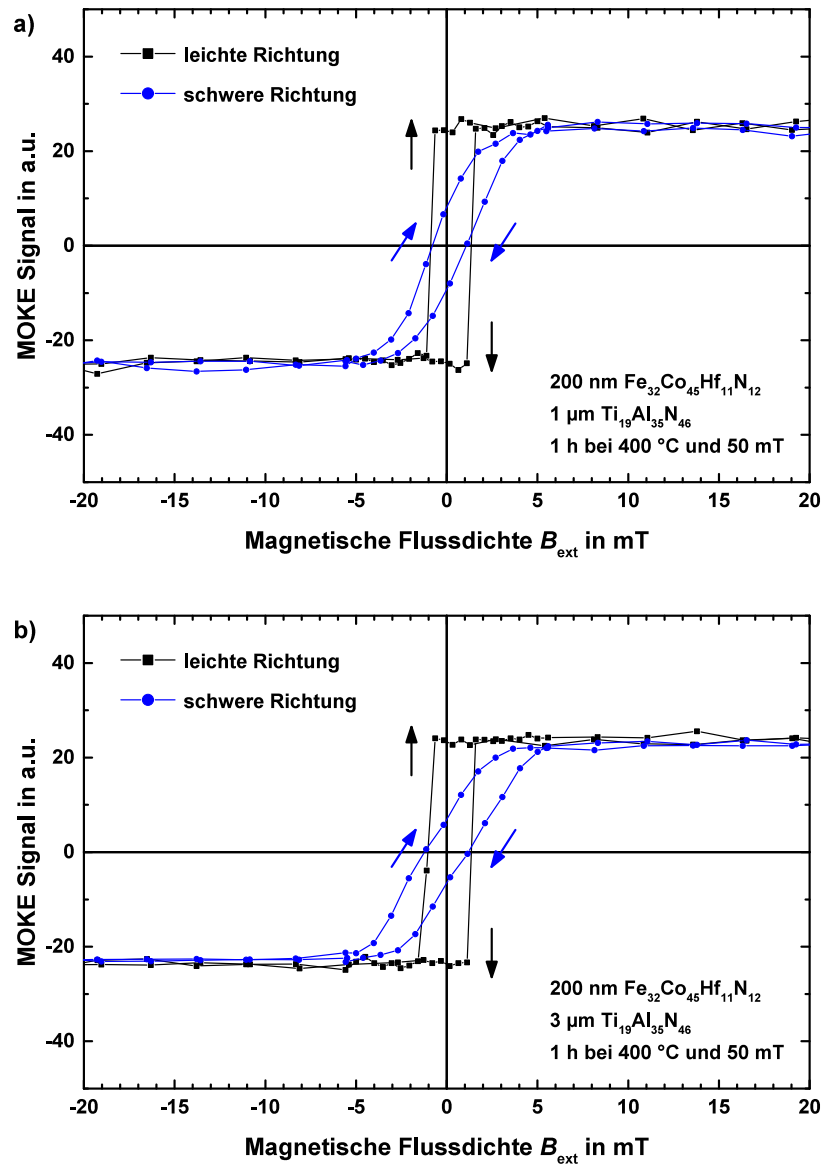 a)
40
20
0
-20
-40
MOKE Signal in a.u.
leichte Richtung
schwere Richtung
200 nm Fe32Co45Hf11N12
1 µm Ti19Al35N46
1 h bei 400 °C und 50 mT
-20 -15 -10 -5 0 5 10 15 20
Magnetische Flussdichte Bext in mT
b)
40
20
0
-20
-40
MOKE Signal in a.u.
leichte Richtung
schwere Richtung
200 nm Fe32Co45Hf11N12
3 µm Ti19Al35N46
1 h bei 400 °C und 50 mT
-20 -15 -10 -5 0 5 10 15 20
Magnetische Flussdichte Bext in mT